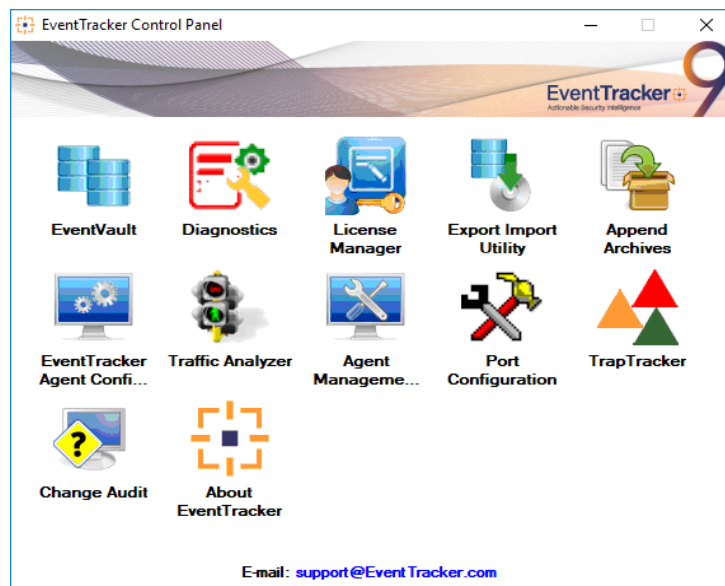 EventTracker Control Panel
EventTracker 9
Actionable Security Intelligence
EventVault
Diagnostics
License
Manager
Export Import
Utility
Append
Archives
EventTracker
Agent Confi...
Traffic Analyzer
Agent
Manageme...
Port
Configuration
TrapTracker
?
Change Audit
About
EventTracker
E-mail: support@EventTracker.com